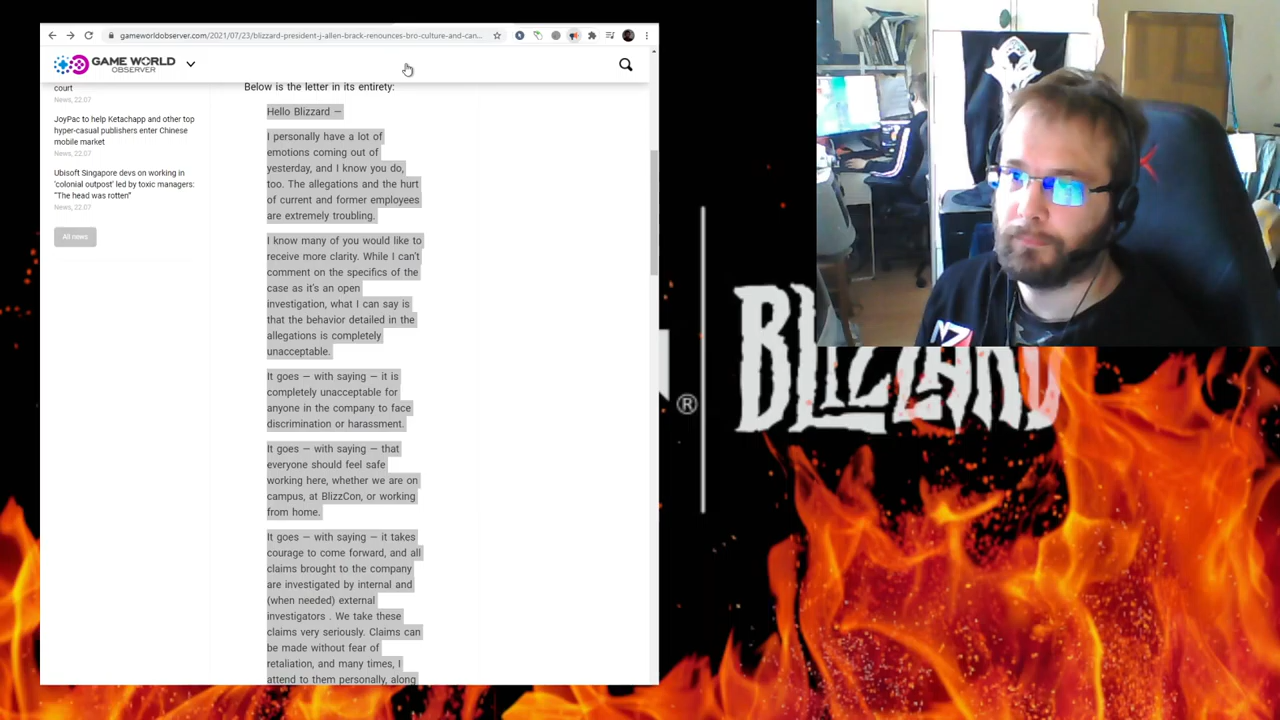 gameworldobserver.com/2021/07/23/blizzard-president-j-allen-brack-renounces-bro-culture-and-can...
GAME WORLD
OBSERVER
court
News, 22.07
JoyPac to help Ketachapp and other top
hyper-casual publishers enter Chinese
mobile market
News, 22.07
Ubisoft Singapore devs on working in
'colonial outpost' led by toxic managers:
"The head was rotten"
News, 22.07
All news
Below is the letter in its entirety:
Hello Blizzard —
I personally have a lot of
emotions coming out of
yesterday, and I know you do,
too. The allegations and the hurt
of current and former employees
are extremely troubling.
I know many of you would like to
receive more clarity. While I can't
comment on the specifics of the
case as it's an open
investigation, what I can say is
that the behavior detailed in the
allegations is completely
unacceptable.
It goes — with saying — it is
completely unacceptable for
anyone in the company to face
discrimination or harassment.
It goes — with saying — that
everyone should feel safe
working here, whether we are on
campus, at BlizzCon, or working
from home.
It goes — with saying — it takes
courage to come forward, and all
claims brought to the company
are investigated by internal and
(when needed) external
investigators . We take these
claims very seriously. Claims can
be made without fear of
retaliation, and many times, I
attend to them personally, along
®
BLIZZARD
N7